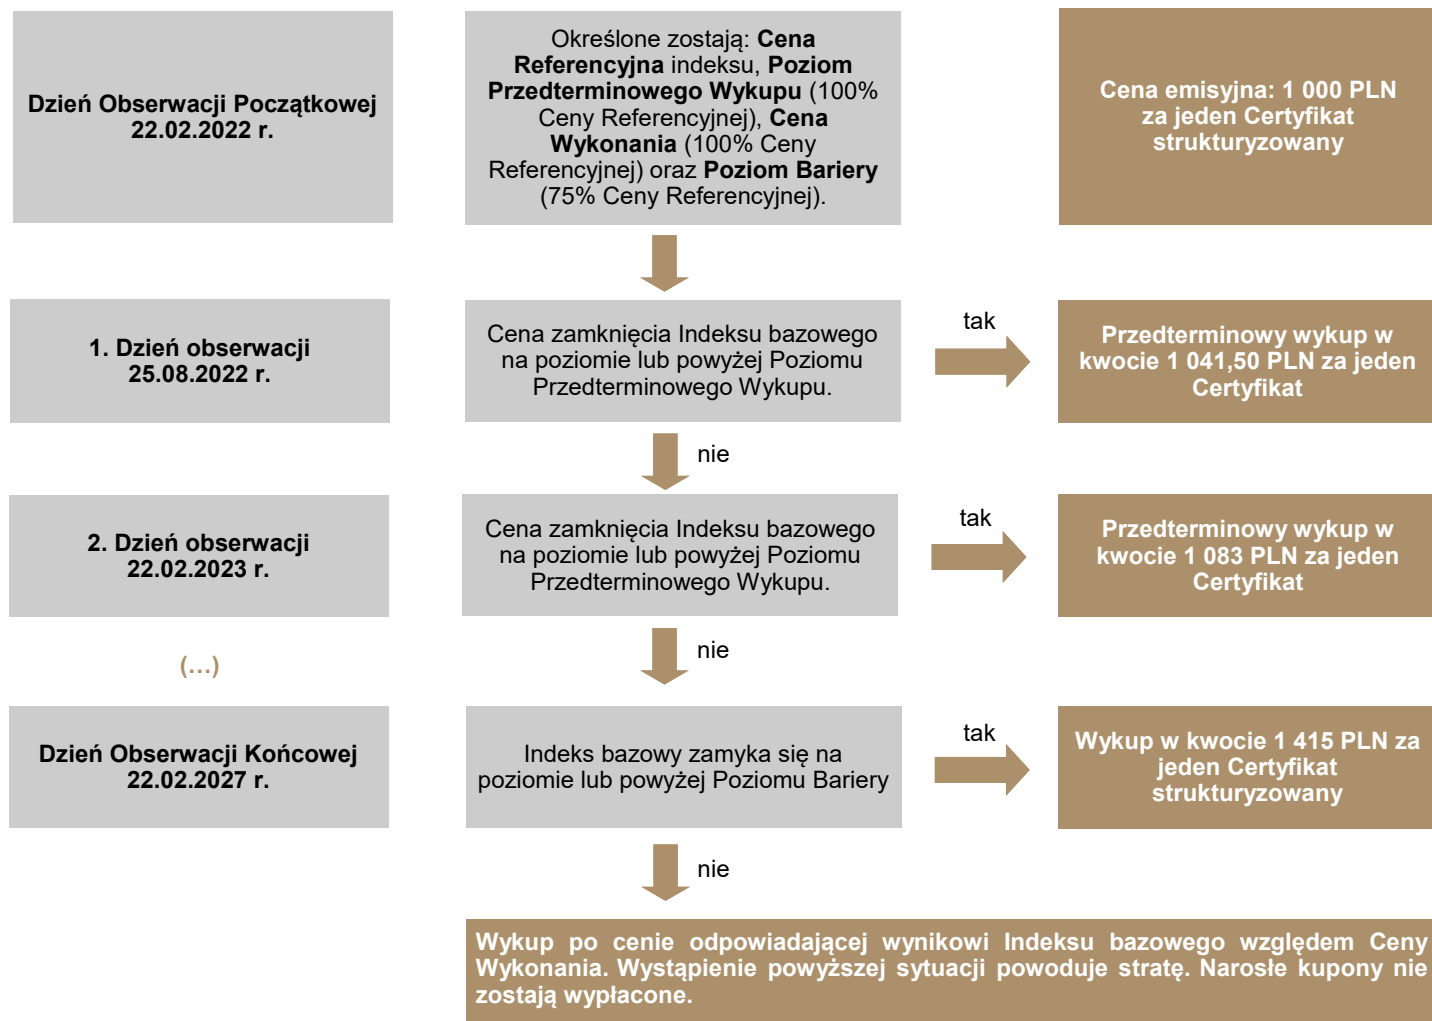 Dzień Obserwacji Początkowej
22.02.2022 r.
Określone zostają: Cena
Referencyjna indeksu, Poziom
Przedterminowego Wykupu (100%
Ceny Referencyjnej), Cena
Wykonania (100% Ceny
Referencyjnej) oraz Poziom Bariery
(75% Ceny Referencyjnej).
Cena emisyjna: 1 000 PLN
za jeden Certyfikat
strukturyzowany
1. Dzień obserwacji
25.08.2022 r.
Cena zamknięcia Indeksu bazowego
na poziomie lub powyżej Poziomu
Przedterminowego Wykupu.
tak
Przedterminowy wykup w
kwocie 1 041,50 PLN za jeden
Certyfikat
nie
2. Dzień obserwacji
22.02.2023 r.
Cena zamknięcia Indeksu bazowego
na poziomie lub powyżej Poziomu
Przedterminowego Wykupu.
tak
Przedterminowy wykup w
kwocie 1 083 PLN za jeden
Certyfikat
nie
(…)
Dzień Obserwacji Końcowej
22.02.2027 r.
Indeks bazowy zamyka się na
poziomie lub powyżej Poziomu Bariery
tak
Wykup w kwocie 1 415 PLN za
jeden Certyfikat
strukturyzowany
nie
Wykup po cenie odpowiadającej wynikowi Indeksu bazowego względem Ceny
Wykonania. Wystąpienie powyższej sytuacji powoduje stratę. Narosłe kupony nie
zostają wypłacone.